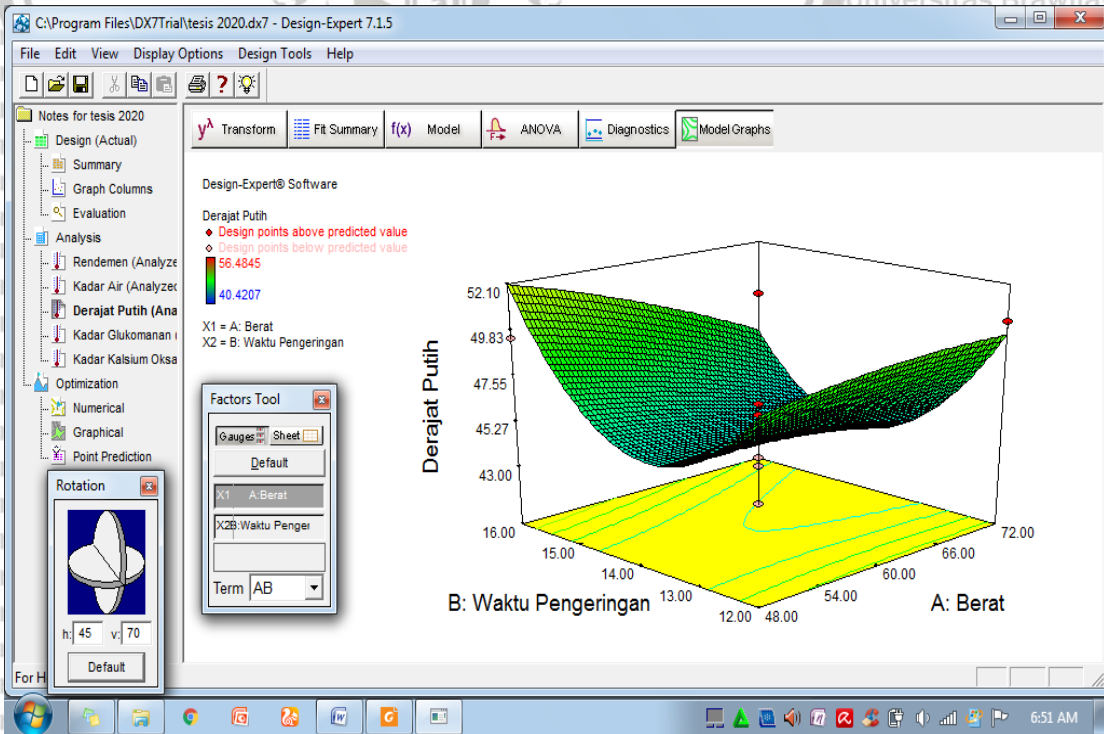 Universitas Brawija
C:\Program Files\DX7Trial\tesis 2020.dx7 - Design-Expert 7.1.5
File Edit View Display Options Design Tools Help
Notes for tesis 2020
Design (Actual)
Summary
Graph Columns
Evaluation
Analysis
Rendemen (Analyze
Kadar Air (Analyzed
Derajat Putih (Ana
Kadar Glukomanan (
Kadar Kalsium Oksa
Optimization
Numerical
Graphical
Point Prediction
yλ Transform
Fit Summary
f(x) Model
ANOVA
Diagnostics
Model Graphs
Design-Expert® Software
Derajat Putih
Design points above predicted value
Design points below predicted value
56.4845
40.4207
X1 = A: Berat
X2 = B: Waktu Pengeringan
Factors Tool
Gauges Sheet
Default
X1 A:Berat
X2B:Waktu Penger
Term AB
Rotation
h: 45 v: 70
Default
For H
Derajat Putih
52.10
49.83
47.55
45.27
43.00
16.00
15.00
14.00
13.00
12.00
48.00
54.00
60.00
66.00
72.00
B: Waktu Pengeringan
A: Berat
6:51 AM